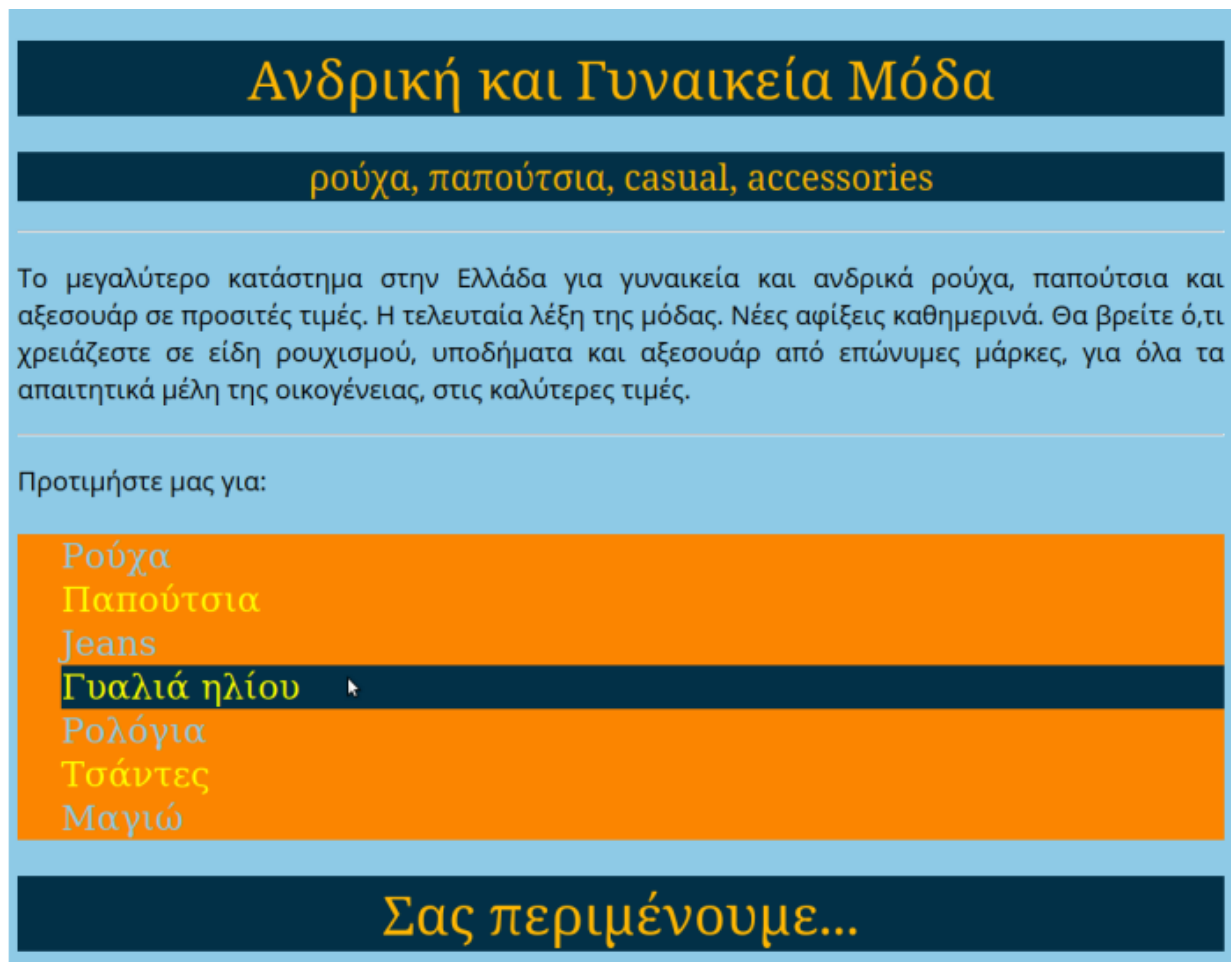 Ανδρική και Γυναικεία Μόδα
ρούχα, παπούτσια, casual, accessories
Το μεγαλύτερο κατάστημα στην Ελλάδα για γυναικεία και ανδρικά ρούχα, παπούτσια και
αξεσουάρ σε προσιτές τιμές. Η τελευταία λέξη της μόδας. Νέες αφίξεις καθημερινά. Θα βρείτε ό,τι
χρειάζεστε σε είδη ρουχισμού, υποδήματα και αξεσουάρ από επώνυμες μάρκες, για όλα τα
απαιτητικά μέλη της οικογένειας, στις καλύτερες τιμές.
Προτιμήστε μας για:
Ρούχα
Παπούτσια
Jeans
Γυαλιά ηλίου
Ρολόγια
Τσάντες
Μαγιώ
Σας περιμένουμε...